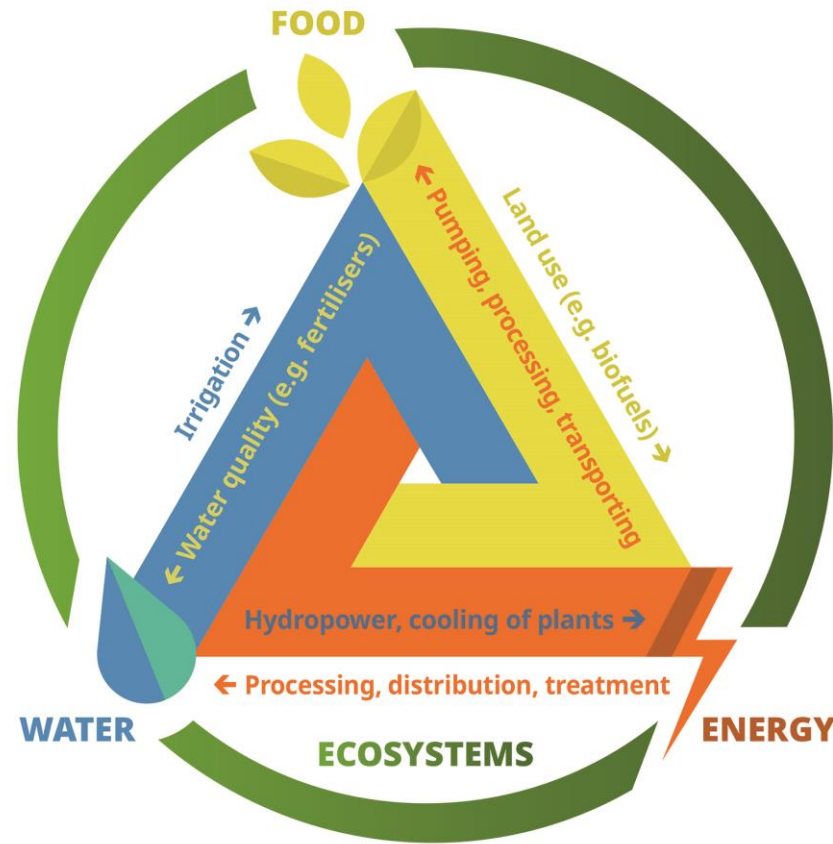 FOOD
Irrigation →
← Water quality (e.g. fertilisers)
← Pumping, processing, transporting
Land use (e.g. biofuels) →
Hydropower, cooling of plants →
← Processing, distribution, treatment
WATER
ECOSYSTEMS
ENERGY